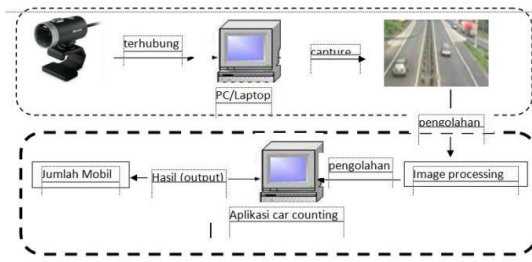 terhubung
capture
PC/Laptop
pengolahan
Jumlah Mobil
Hasil (output)
pengolahan
Image processing
Aplikasi car counting